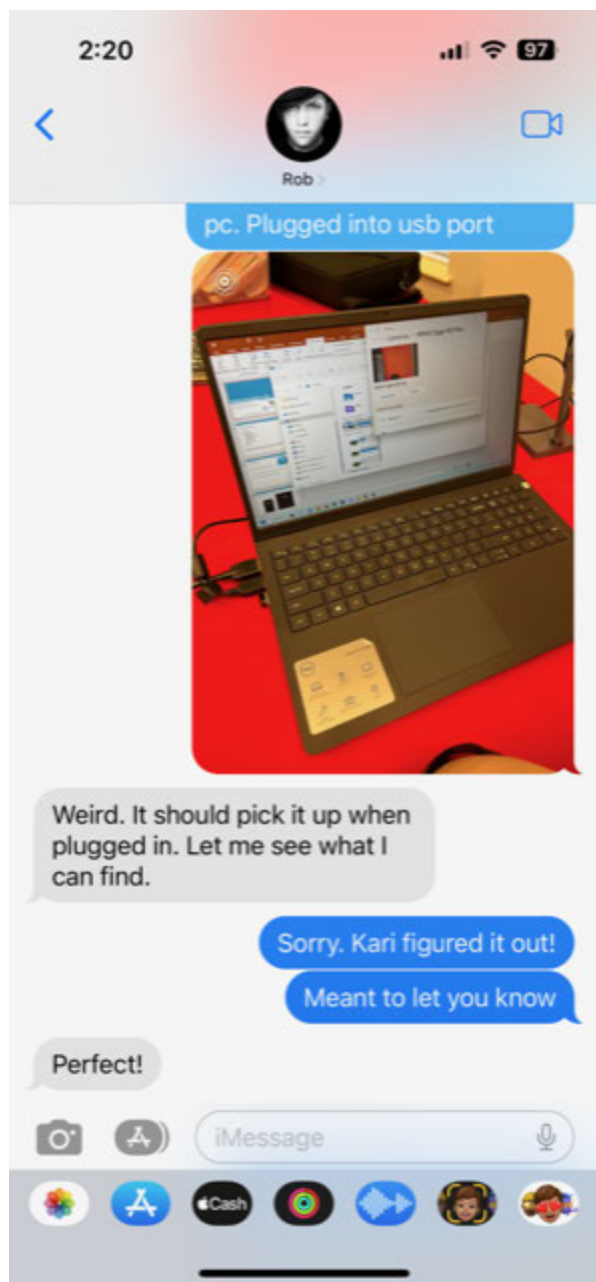 2:20
97
Rob
pc. Plugged into usb port
Weird. It should pick it up when
plugged in. Let me see what I
can find.
Sorry. Kari figured it out!
Meant to let you know
Perfect!
iMessage
Cash